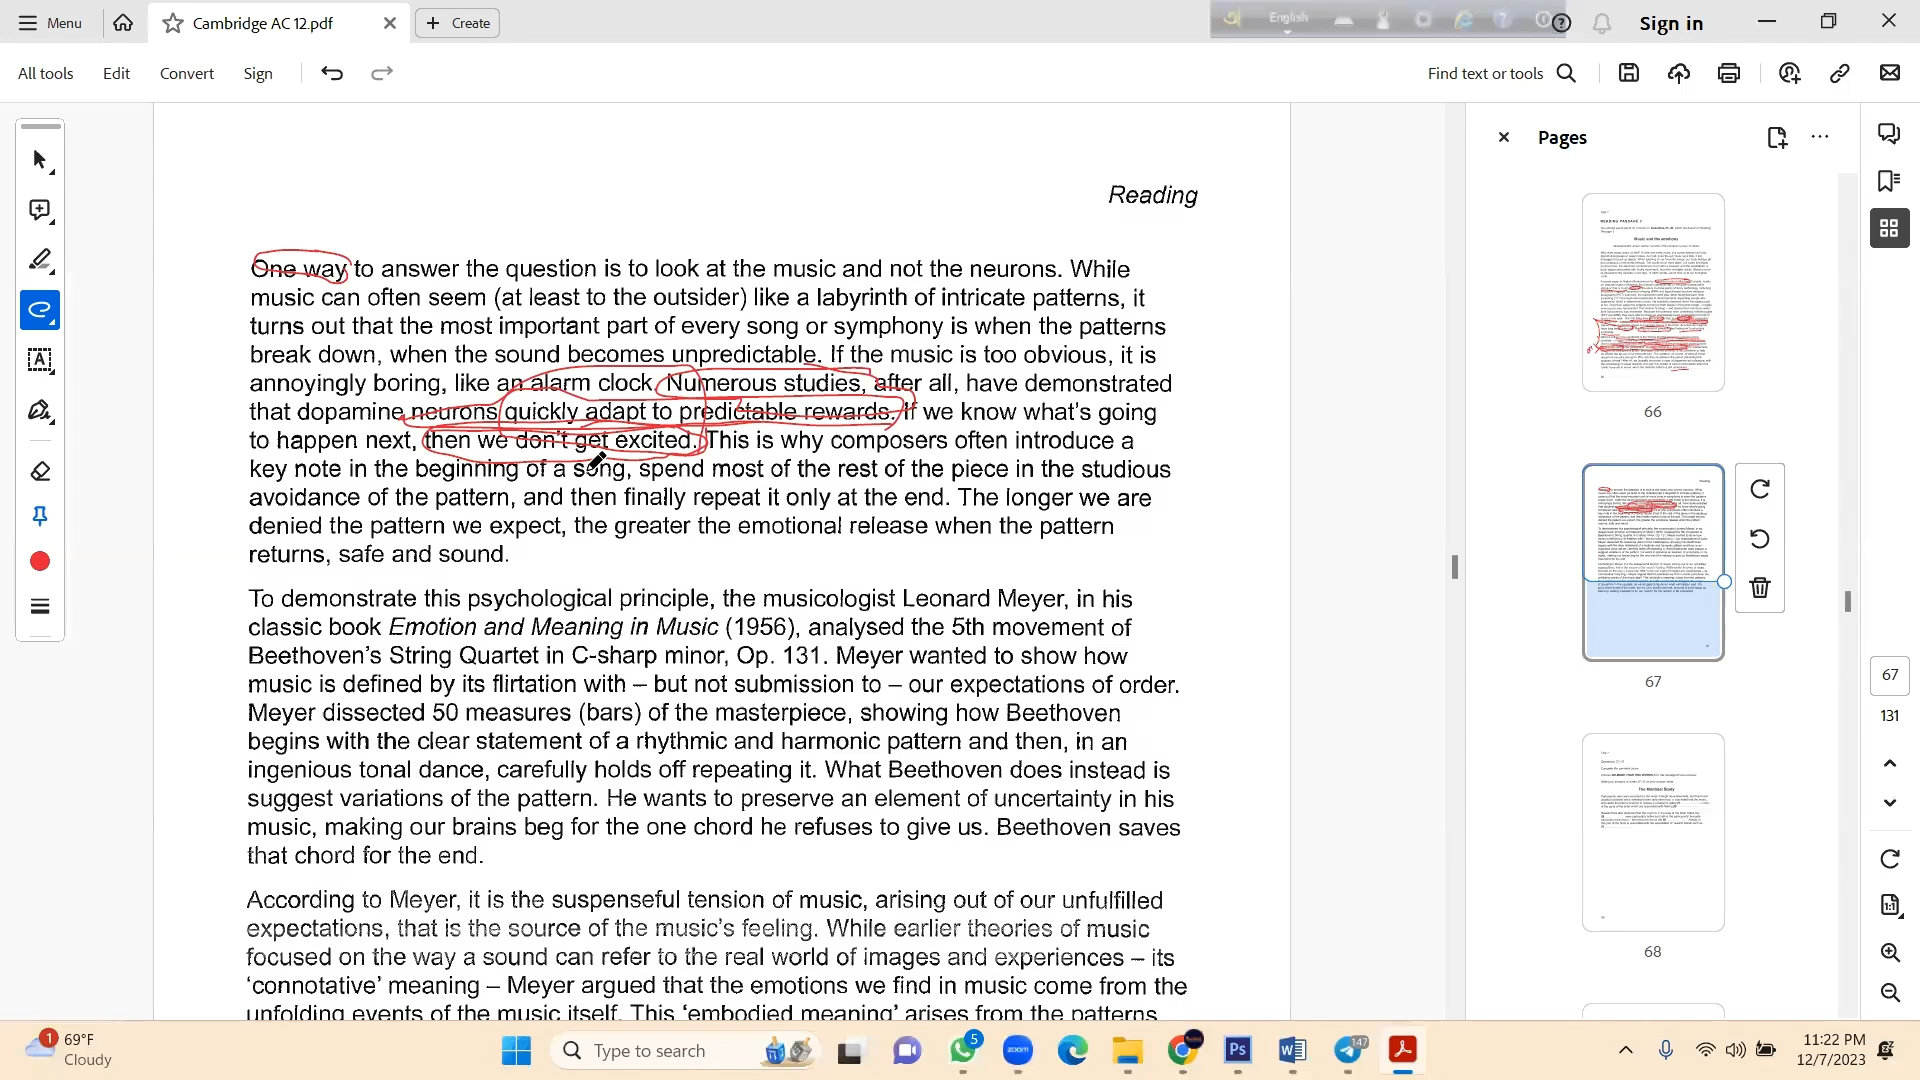 Menu
Cambridge AC 12.pdf
Create
English
Sign in
All tools
Edit
Convert
Sign
Find text or tools
Reading
One way to answer the question is to look at the music and not the neurons. While
music can often seem (at least to the outsider) like a labyrinth of intricate patterns, it
turns out that the most important part of every song or symphony is when the patterns
break down, when the sound becomes unpredictable. If the music is too obvious, it is
annoyingly boring, like an alarm clock. Numerous studies, after all, have demonstrated
that dopamine neurons quickly adapt to predictable rewards. If we know what's going
to happen next, then we don't get excited. This is why composers often introduce a
key note in the beginning of a song, spend most of the rest of the piece in the studious
avoidance of the pattern, and then finally repeat it only at the end. The longer we are
denied the pattern we expect, the greater the emotional release when the pattern
returns, safe and sound.
To demonstrate this psychological principle, the musicologist Leonard Meyer, in his
classic book Emotion and Meaning in Music (1956), analysed the 5th movement of
Beethoven's String Quartet in C-sharp minor, Op. 131. Meyer wanted to show how
music is defined by its flirtation with – but not submission to – our expectations of order.
Meyer dissected 50 measures (bars) of the masterpiece, showing how Beethoven
begins with the clear statement of a rhythmic and harmonic pattern and then, in an
ingenious tonal dance, carefully holds off repeating it. What Beethoven does instead is
suggest variations of the pattern. He wants to preserve an element of uncertainty in his
music, making our brains beg for the one chord he refuses to give us. Beethoven saves
that chord for the end.
According to Meyer, it is the suspenseful tension of music, arising out of our unfulfilled
expectations, that is the source of the music's feeling. While earlier theories of music
focused on the way a sound can refer to the real world of images and experiences – its
'connotative' meaning – Meyer argued that the emotions we find in music come from the
unfolding events of the music itself. This 'embodied meaning' arises from the patterns
Pages
66
67
68
67
131
1
69°F
Cloudy
Type to search
5
zoom
Ps
147
11:22 PM
12/7/2023